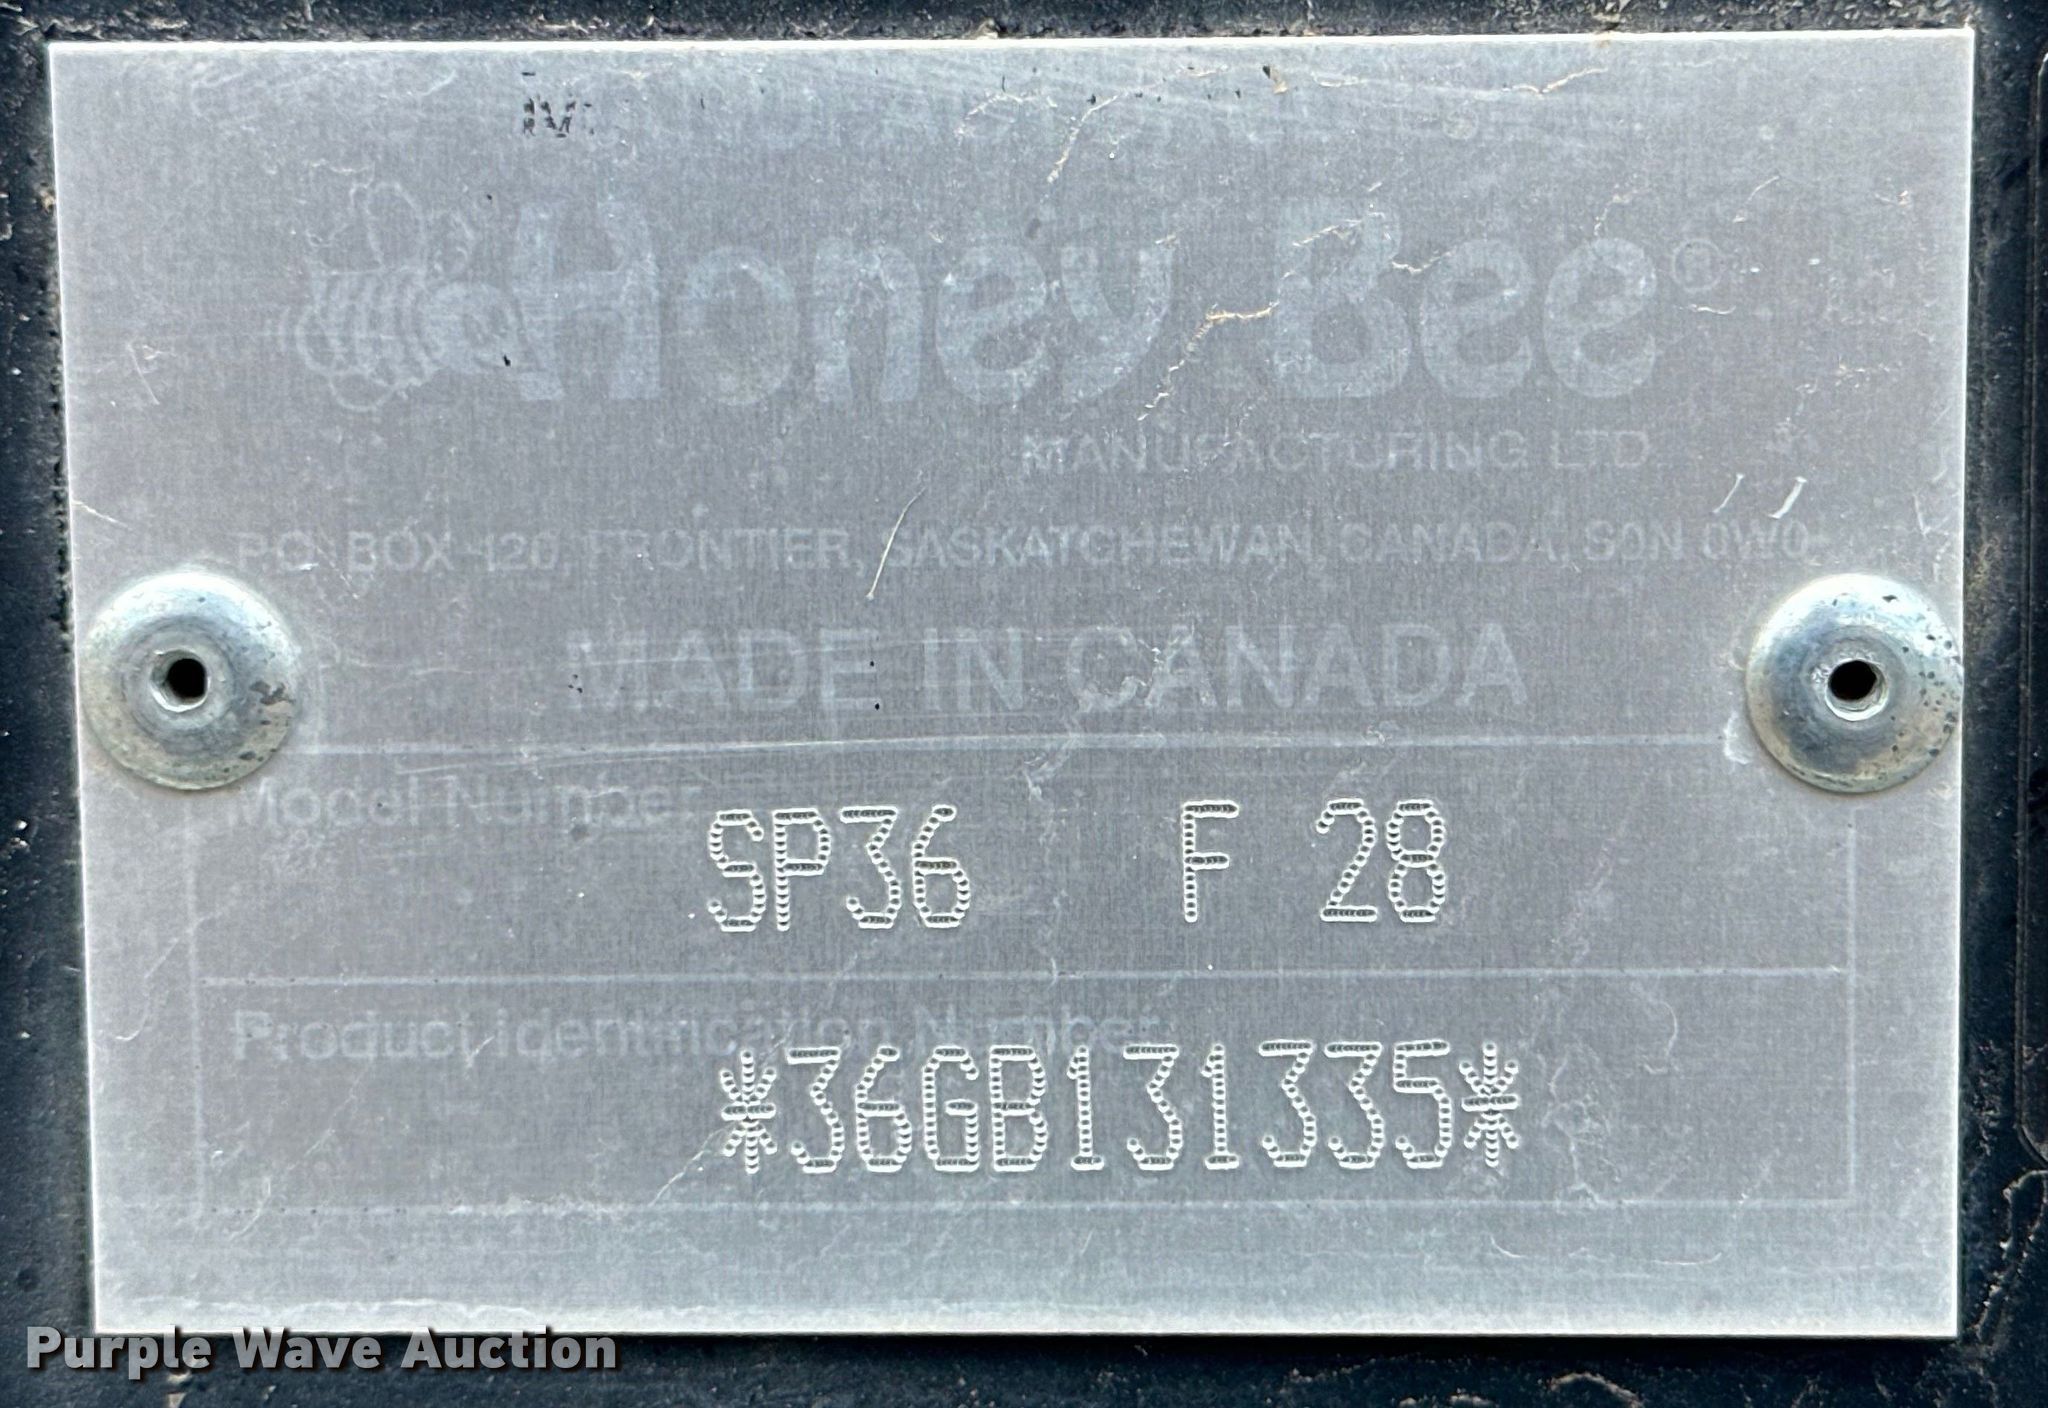 Honey Bee®
MANUFACTURING LTD.
P.O. BOX 120, FRONTIER, SASKATCHEWAN, CANADA, S0N 0W0
MADE IN CANADA
Model Number
SP36 F 28
Product Identification Number
*36GB131335*
Purple Wave Auction